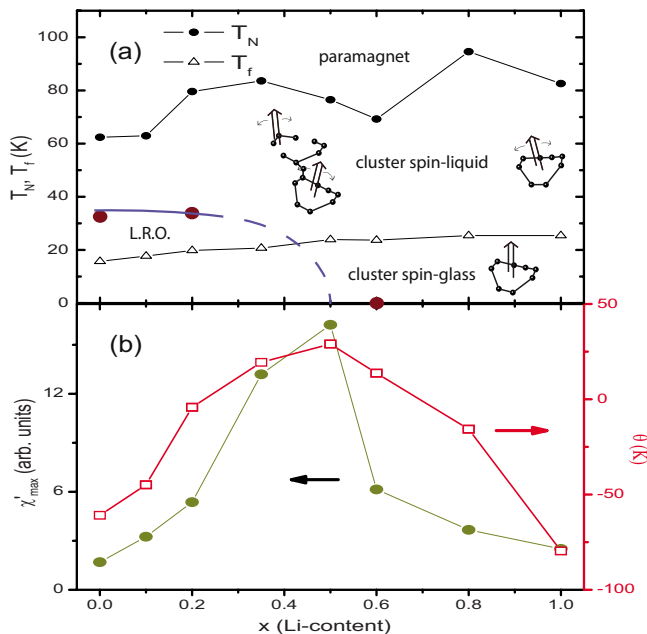 (a)
T_N
T_f
paramagnet
cluster spin-liquid
L.R.O.
cluster spin-glass
T_N, T_f (K)
100
80
60
40
20
0
(b)
χ'max (arb. units)
12
6
0
50
0
-50
-100
θ(K)
0.0 0.2 0.4 0.6 0.8 1.0
x (Li-content)